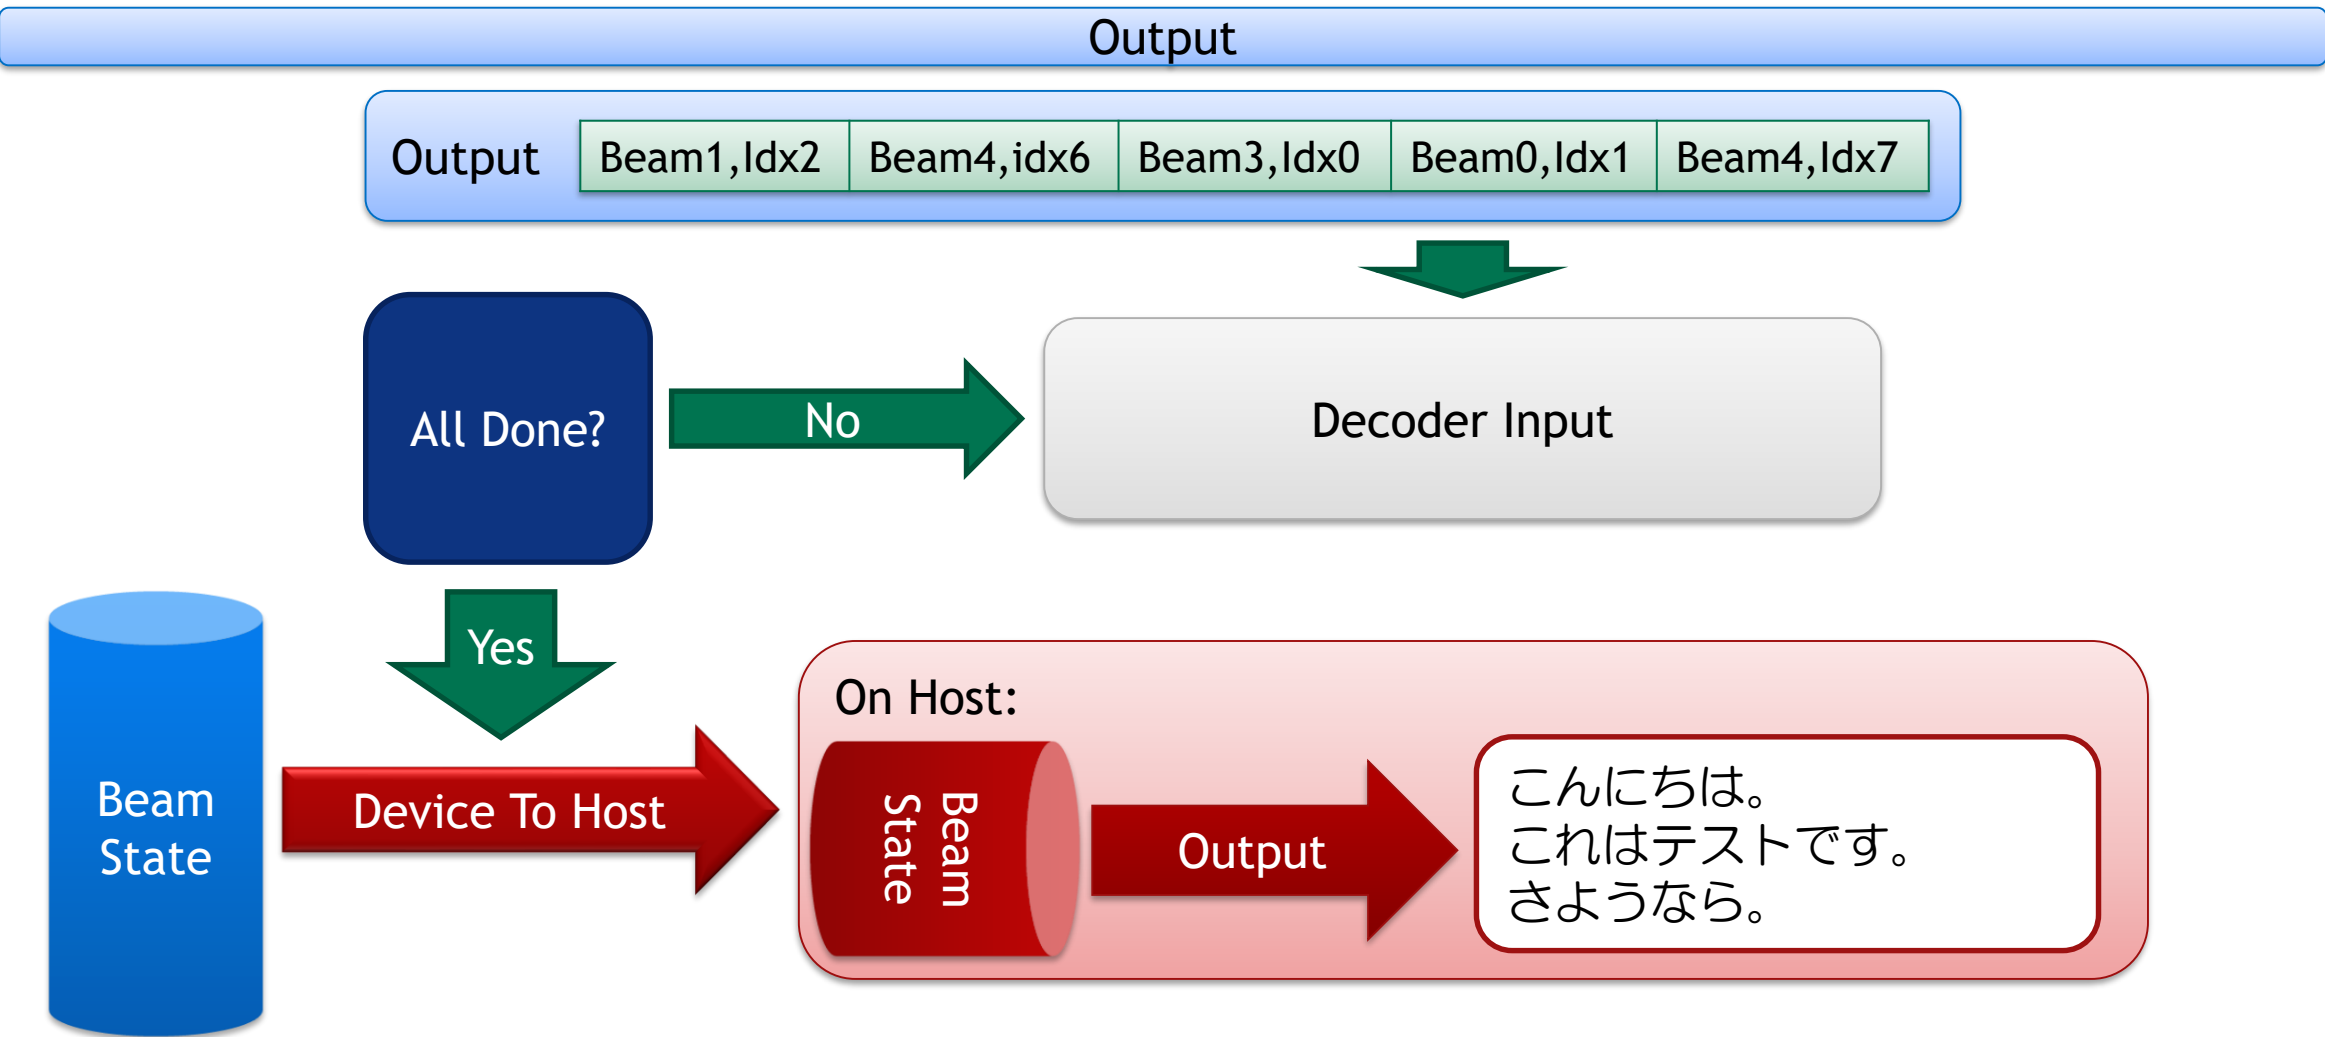 Output
Output
Beam1,Idx2
Beam4,idx6
Beam3,Idx0
Beam0,Idx1
Beam4,Idx7
All Done?
No
Decoder Input
Yes
Beam
State
Device To Host
On Host:
Beam
State
Output
こんにちは。
これはテストです。
さようなら。